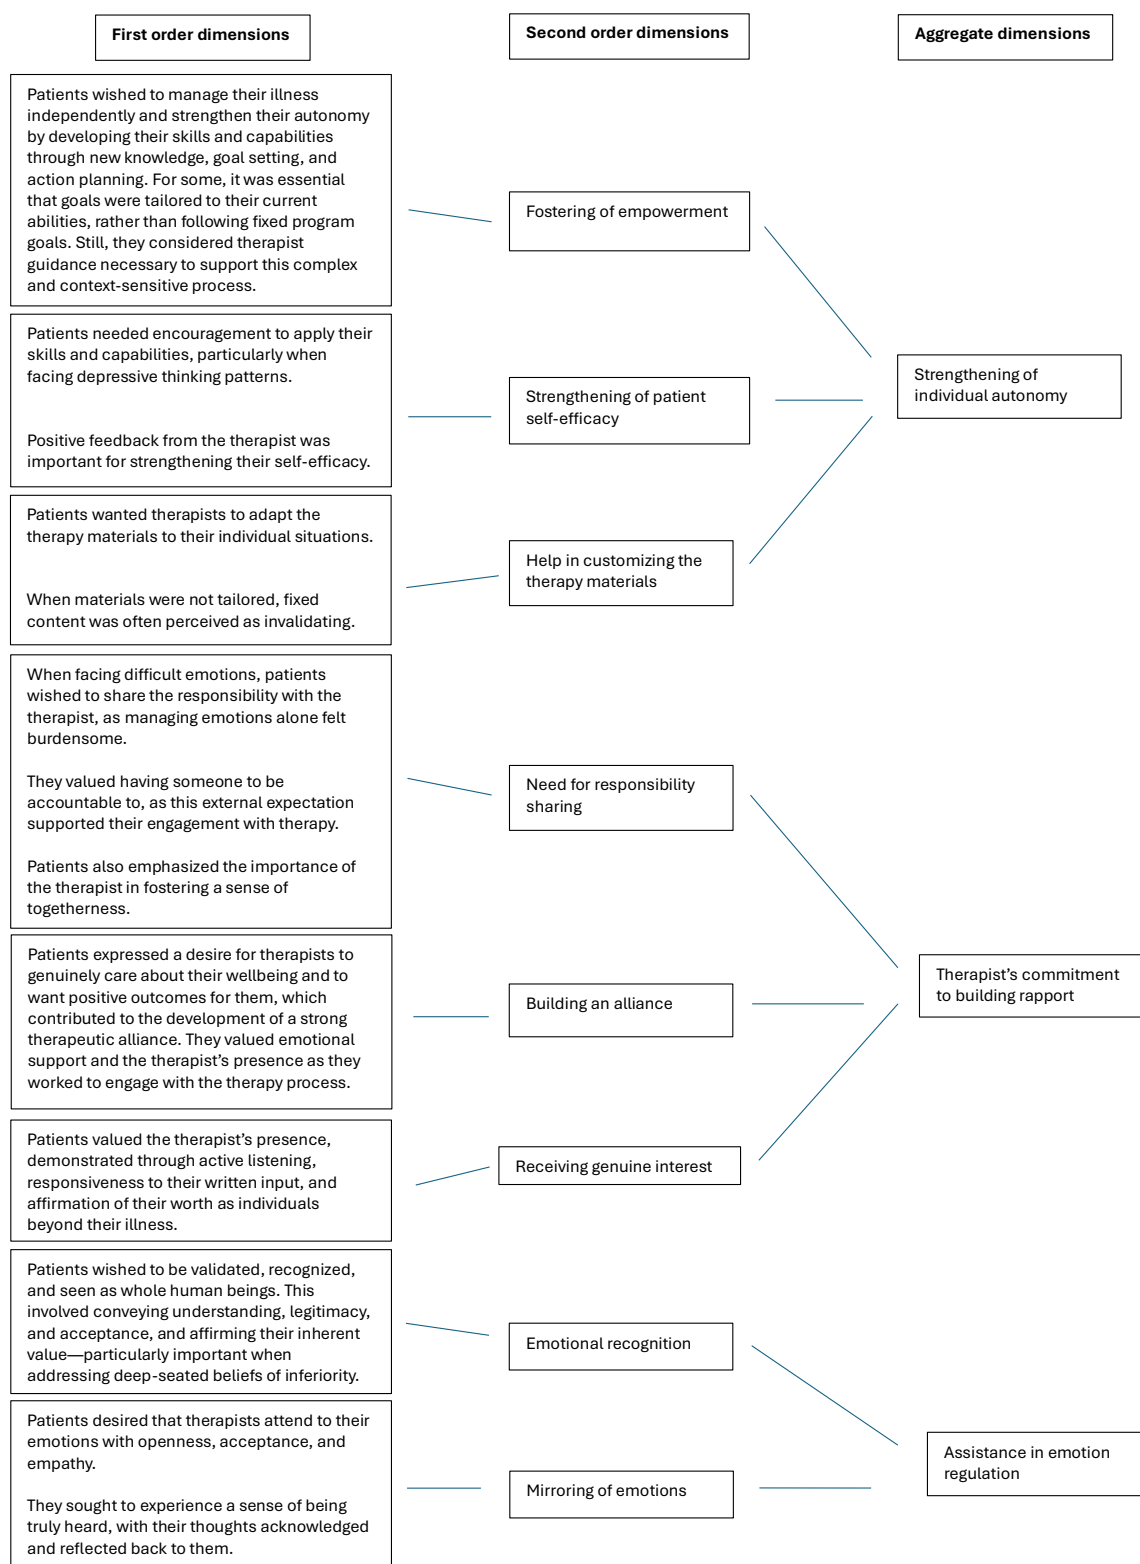 First order dimensions
Second order dimensions
Aggregate dimensions
Patients wished to manage their illness
independently and strengthen their autonomy
by developing their skills and capabilities
through new knowledge, goal setting, and
action planning. For some, it was essential
that goals were tailored to their current
abilities, rather than following fixed program
goals. Still, they considered therapist
guidance necessary to support this complex
and context-sensitive process.
Fostering of empowerment
Patients needed encouragement to apply their
skills and capabilities, particularly when
facing depressive thinking patterns.
Positive feedback from the therapist was
important for strengthening their self-efficacy.
Strengthening of patient
self-efficacy
Strengthening of
individual autonomy
Patients wanted therapists to adapt the
therapy materials to their individual situations.
When materials were not tailored, fixed
content was often perceived as invalidating.
Help in customizing the
therapy materials
When facing difficult emotions, patients
wished to share the responsibility with the
therapist, as managing emotions alone felt
burdensome.
They valued having someone to be
accountable to, as this external expectation
supported their engagement with therapy.
Patients also emphasized the importance of
the therapist in fostering a sense of
togetherness.
Need for responsibility
sharing
Patients expressed a desire for therapists to
genuinely care about their wellbeing and to
want positive outcomes for them, which
contributed to the development of a strong
therapeutic alliance. They valued emotional
support and the therapist’s presence as they
worked to engage with the therapy process.
Building an alliance
Therapist’s commitment
to building rapport
Patients valued the therapist’s presence,
demonstrated through active listening,
responsiveness to their written input, and
affirmation of their worth as individuals
beyond their illness.
Receiving genuine interest
Patients wished to be validated, recognized,
and seen as whole human beings. This
involved conveying understanding, legitimacy,
and acceptance, and affirming their inherent
value—particularly important when
addressing deep-seated beliefs of inferiority.
Emotional recognition
Patients desired that therapists attend to their
emotions with openness, acceptance, and
empathy.
They sought to experience a sense of being
truly heard, with their thoughts acknowledged
and reflected back to them.
Mirroring of emotions
Assistance in emotion
regulation